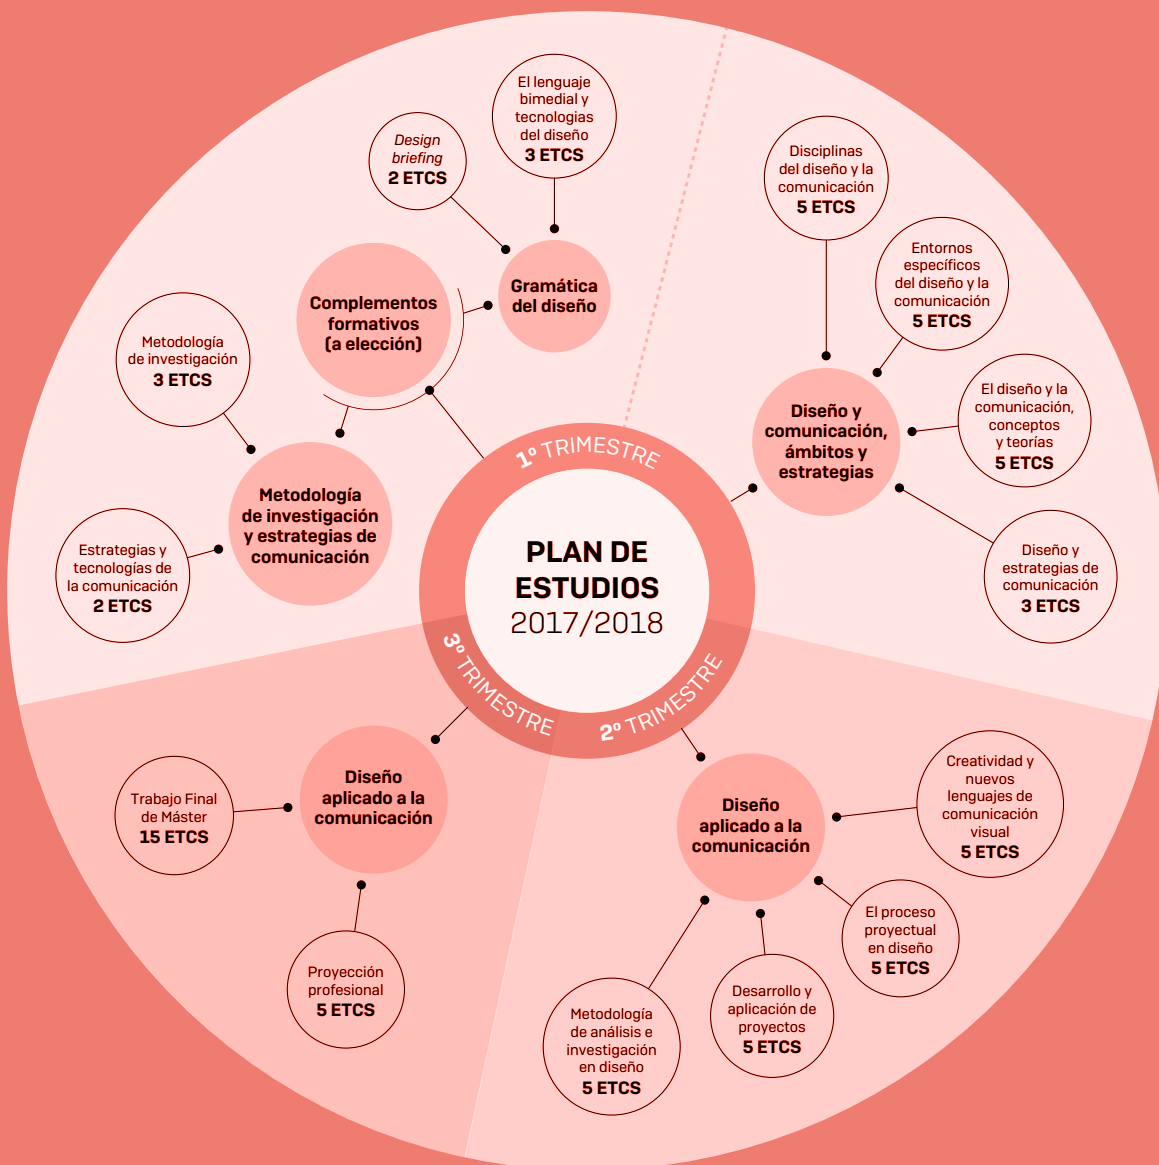 PLAN DE
ESTUDIOS
2017/2018
1º TRIMESTRE
Complementos
formativos
(a elección)
Gramática
del diseño
Design
briefing
2 ETCS
El lenguaje
bimedial y
tecnologias
del diseño
3 ETCS
Metodología
de investigación
y estrategias de
comunicación
Metodología
de investigación
3 ETCS
Estrategias y
tecnologías de
la comunicación
2 ETCS
Diseño y
comunicación,
ámbitos y
estrategias
Disciplinas
del diseño y la
comunicación
5 ETCS
Entornos
específicos
del diseño y la
comunicación
5 ETCS
El diseño y la
comunicación,
conceptos
y teorías
5 ETCS
Diseño y
estrategias de
comunicación
3 ETCS
2º TRIMESTRE
Diseño
aplicado a la
comunicación
Creatividad y
nuevos
lenguajes de
comunicación
visual
5 ETCS
El proceso
proyectual
en diseño
5 ETCS
Desarrollo y
aplicación de
proyectos
5 ETCS
Metodología
de análisis e
investigación
en diseño
5 ETCS
3º TRIMESTRE
Diseño
aplicado a la
comunicación
Trabajo Final
de Máster
15 ETCS
Proyección
profesional
5 ETCS